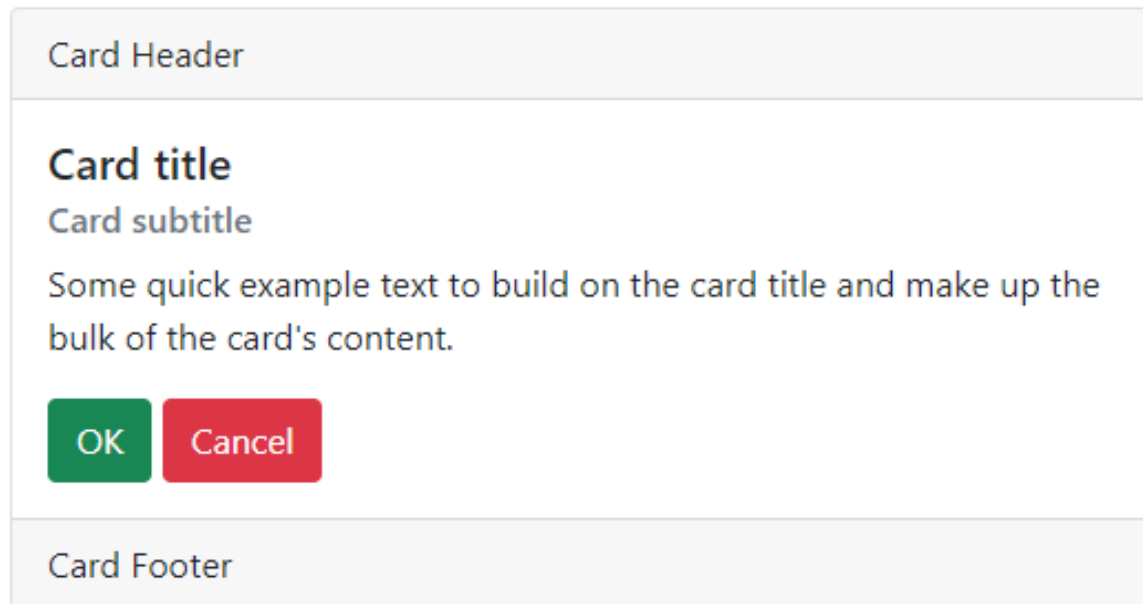 Card Header
Card title
Card subtitle
Some quick example text to build on the card title and make up the
bulk of the card's content.
OK Cancel
Card Footer